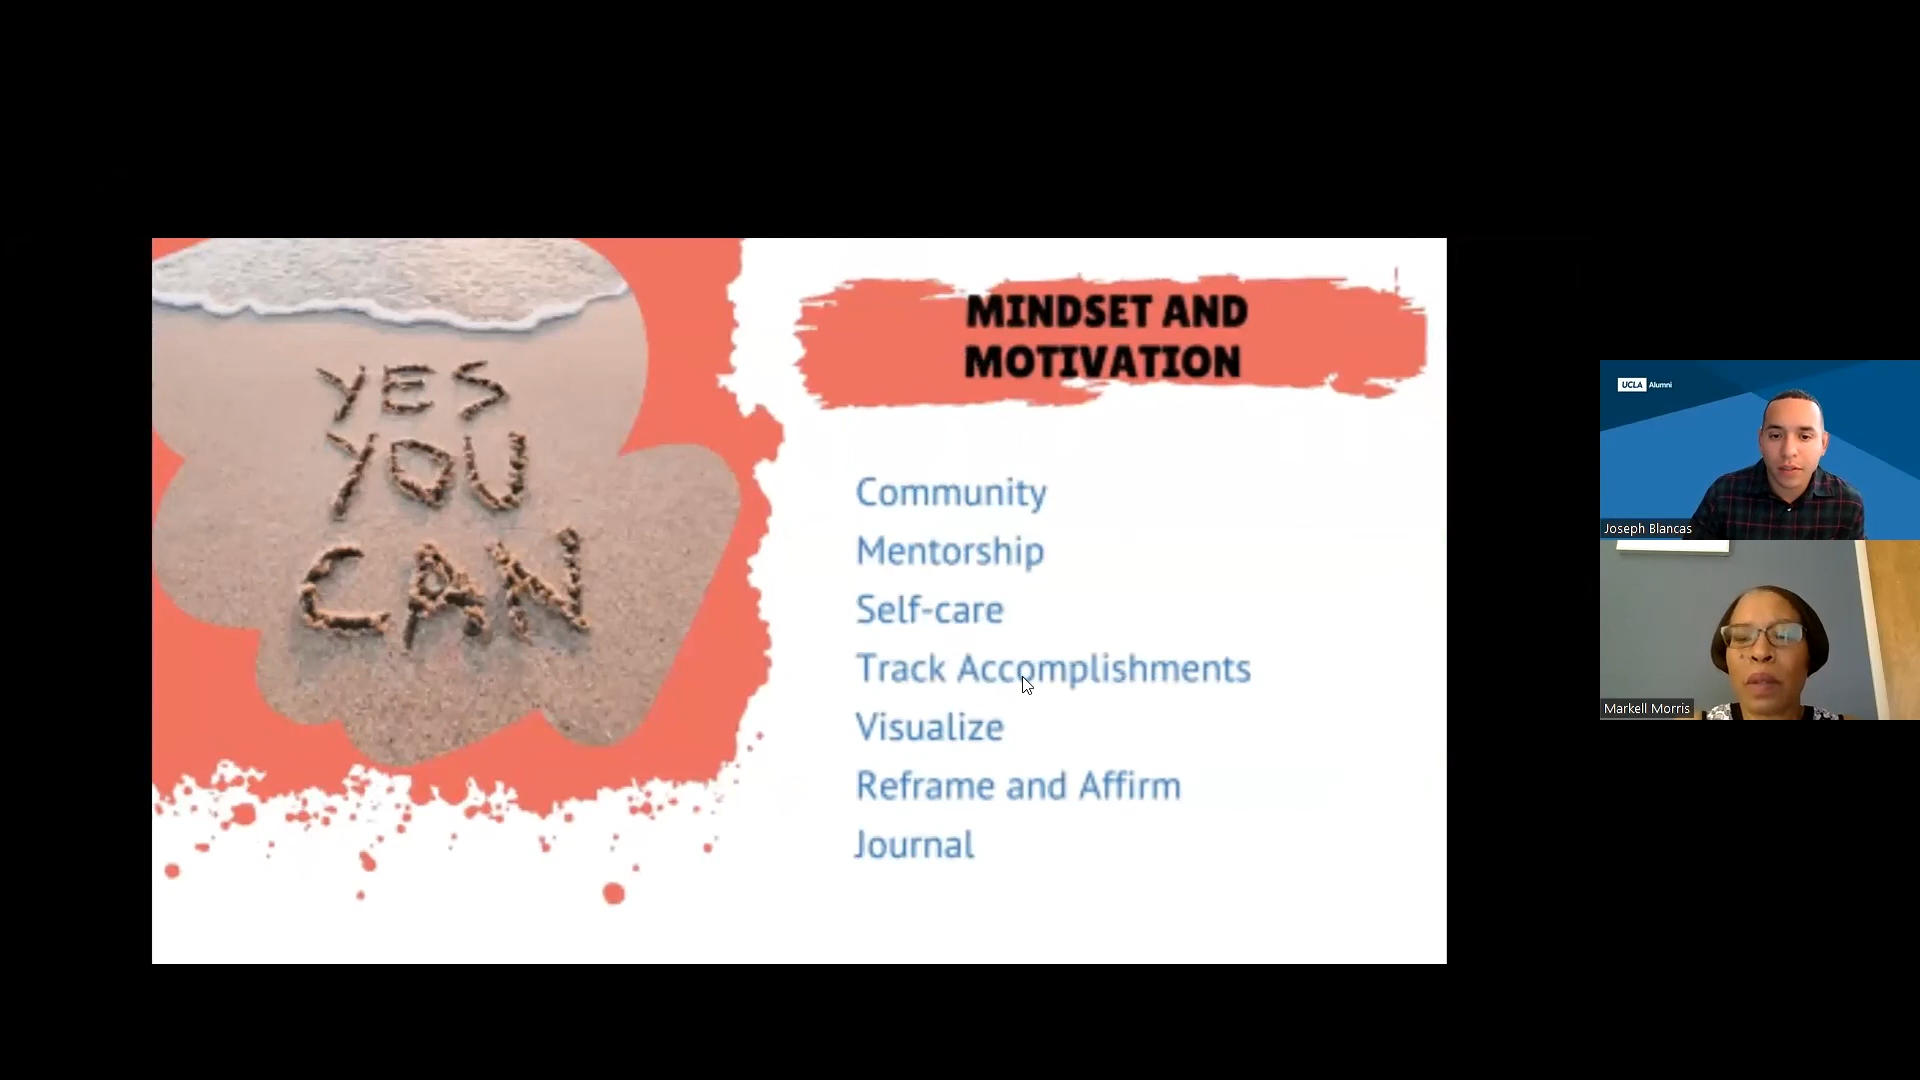 YES
YOU
CAN
MINDSET AND
MOTIVATION
Community
Mentorship
Self-care
Track Accomplishments
Visualize
Reframe and Affirm
Journal
UCLA Alumni
Joseph Blancas
Markell Morris